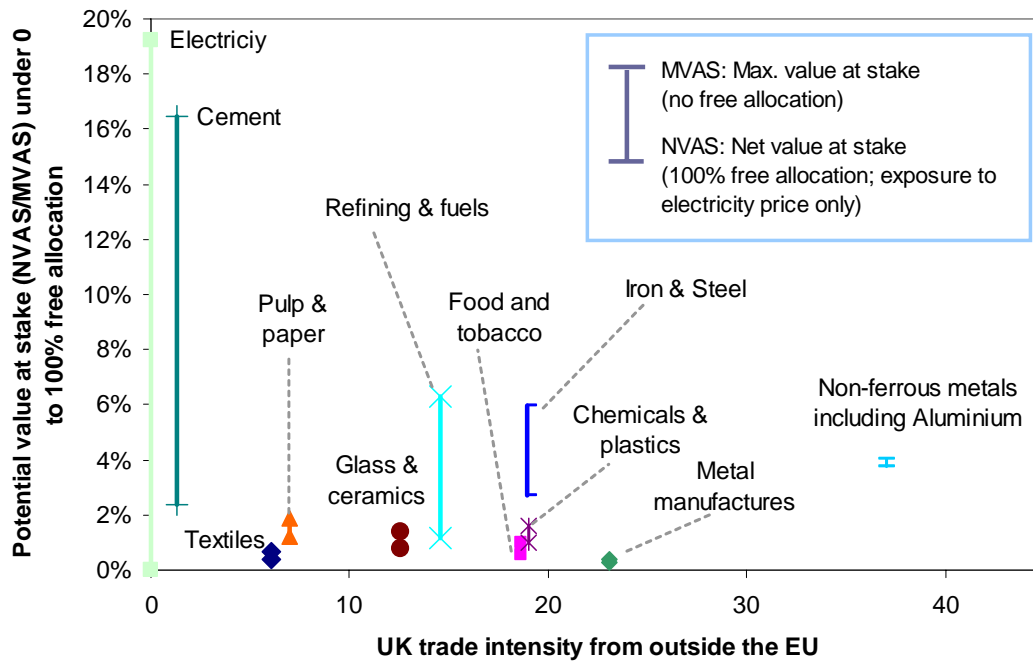 Potential value at stake (NVAS/MVAS) under 0
to 100% free allocation
20%
18%
16%
14%
12%
10%
8%
6%
4%
2%
0%
Electriciy
Cement
Refining & fuels
Pulp &
paper
Food and
tobacco
Iron & Steel
Chemicals &
plastics
Non-ferrous metals
including Aluminium
Glass &
ceramics
Metal
manufactures
Textiles
MVAS: Max. value at stake
(no free allocation)
NVAS: Net value at stake
(100% free allocation; exposure to
electricity price only)
0
10
20
30
40
UK trade intensity from outside the EU